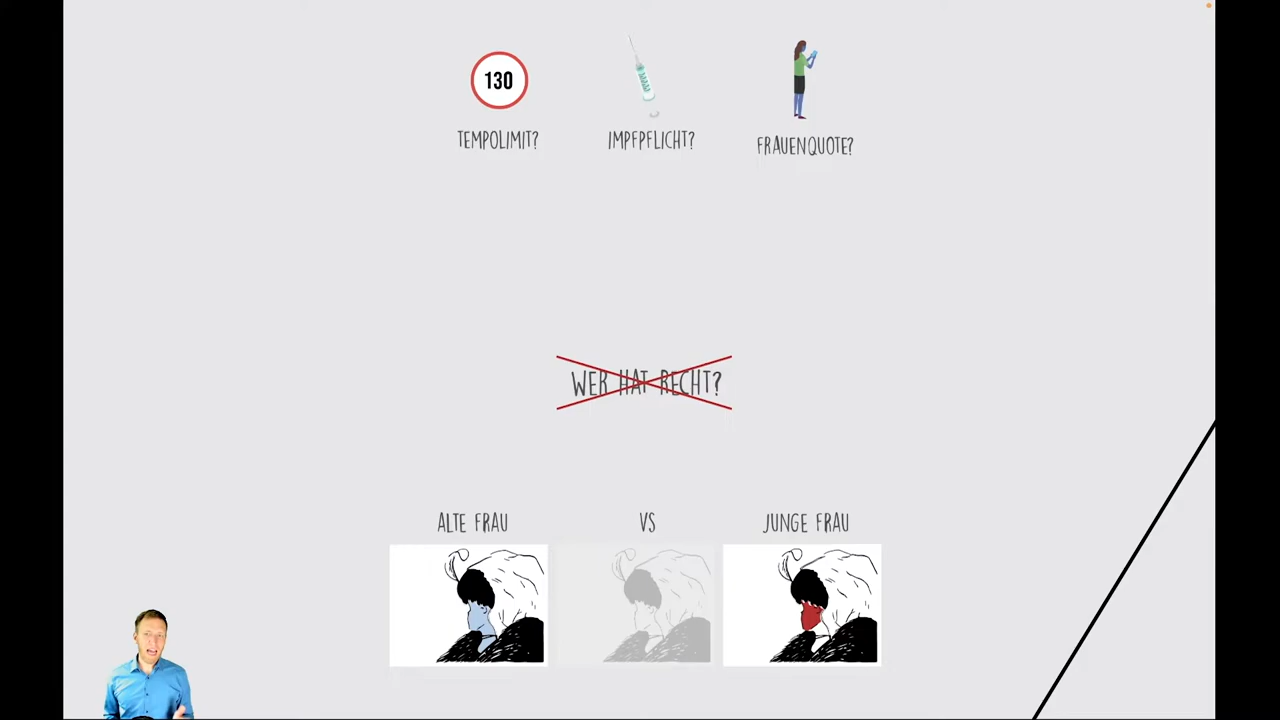 130
TEMPOLIMIT?
IMPFPFLICHT?
FRAUENQUOTE?
WER HAT RECHT?
ALTE FRAU
VS
JUNGE FRAU